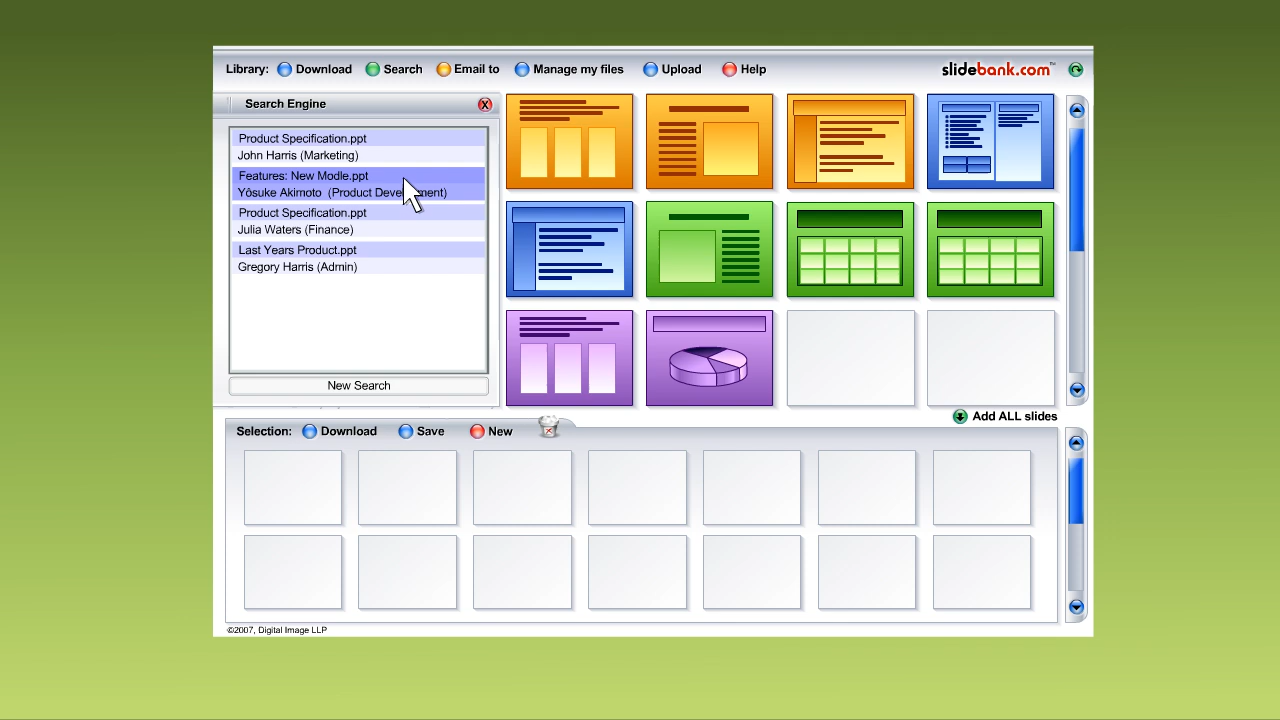 Library: Download Search Email to Manage my files Upload Help slidebank.com™
Search Engine
Product Specification.ppt
John Harris (Marketing)
Features: New Modle.ppt
Yösuke Akimoto (Product Deve ment)
Product Specification.ppt
Julia Waters (Finance)
Last Years Product.ppt
Gregory Harris (Admin)
New Search
Add ALL slides
Selection: Download Save New
©2007, Digital Image LLP